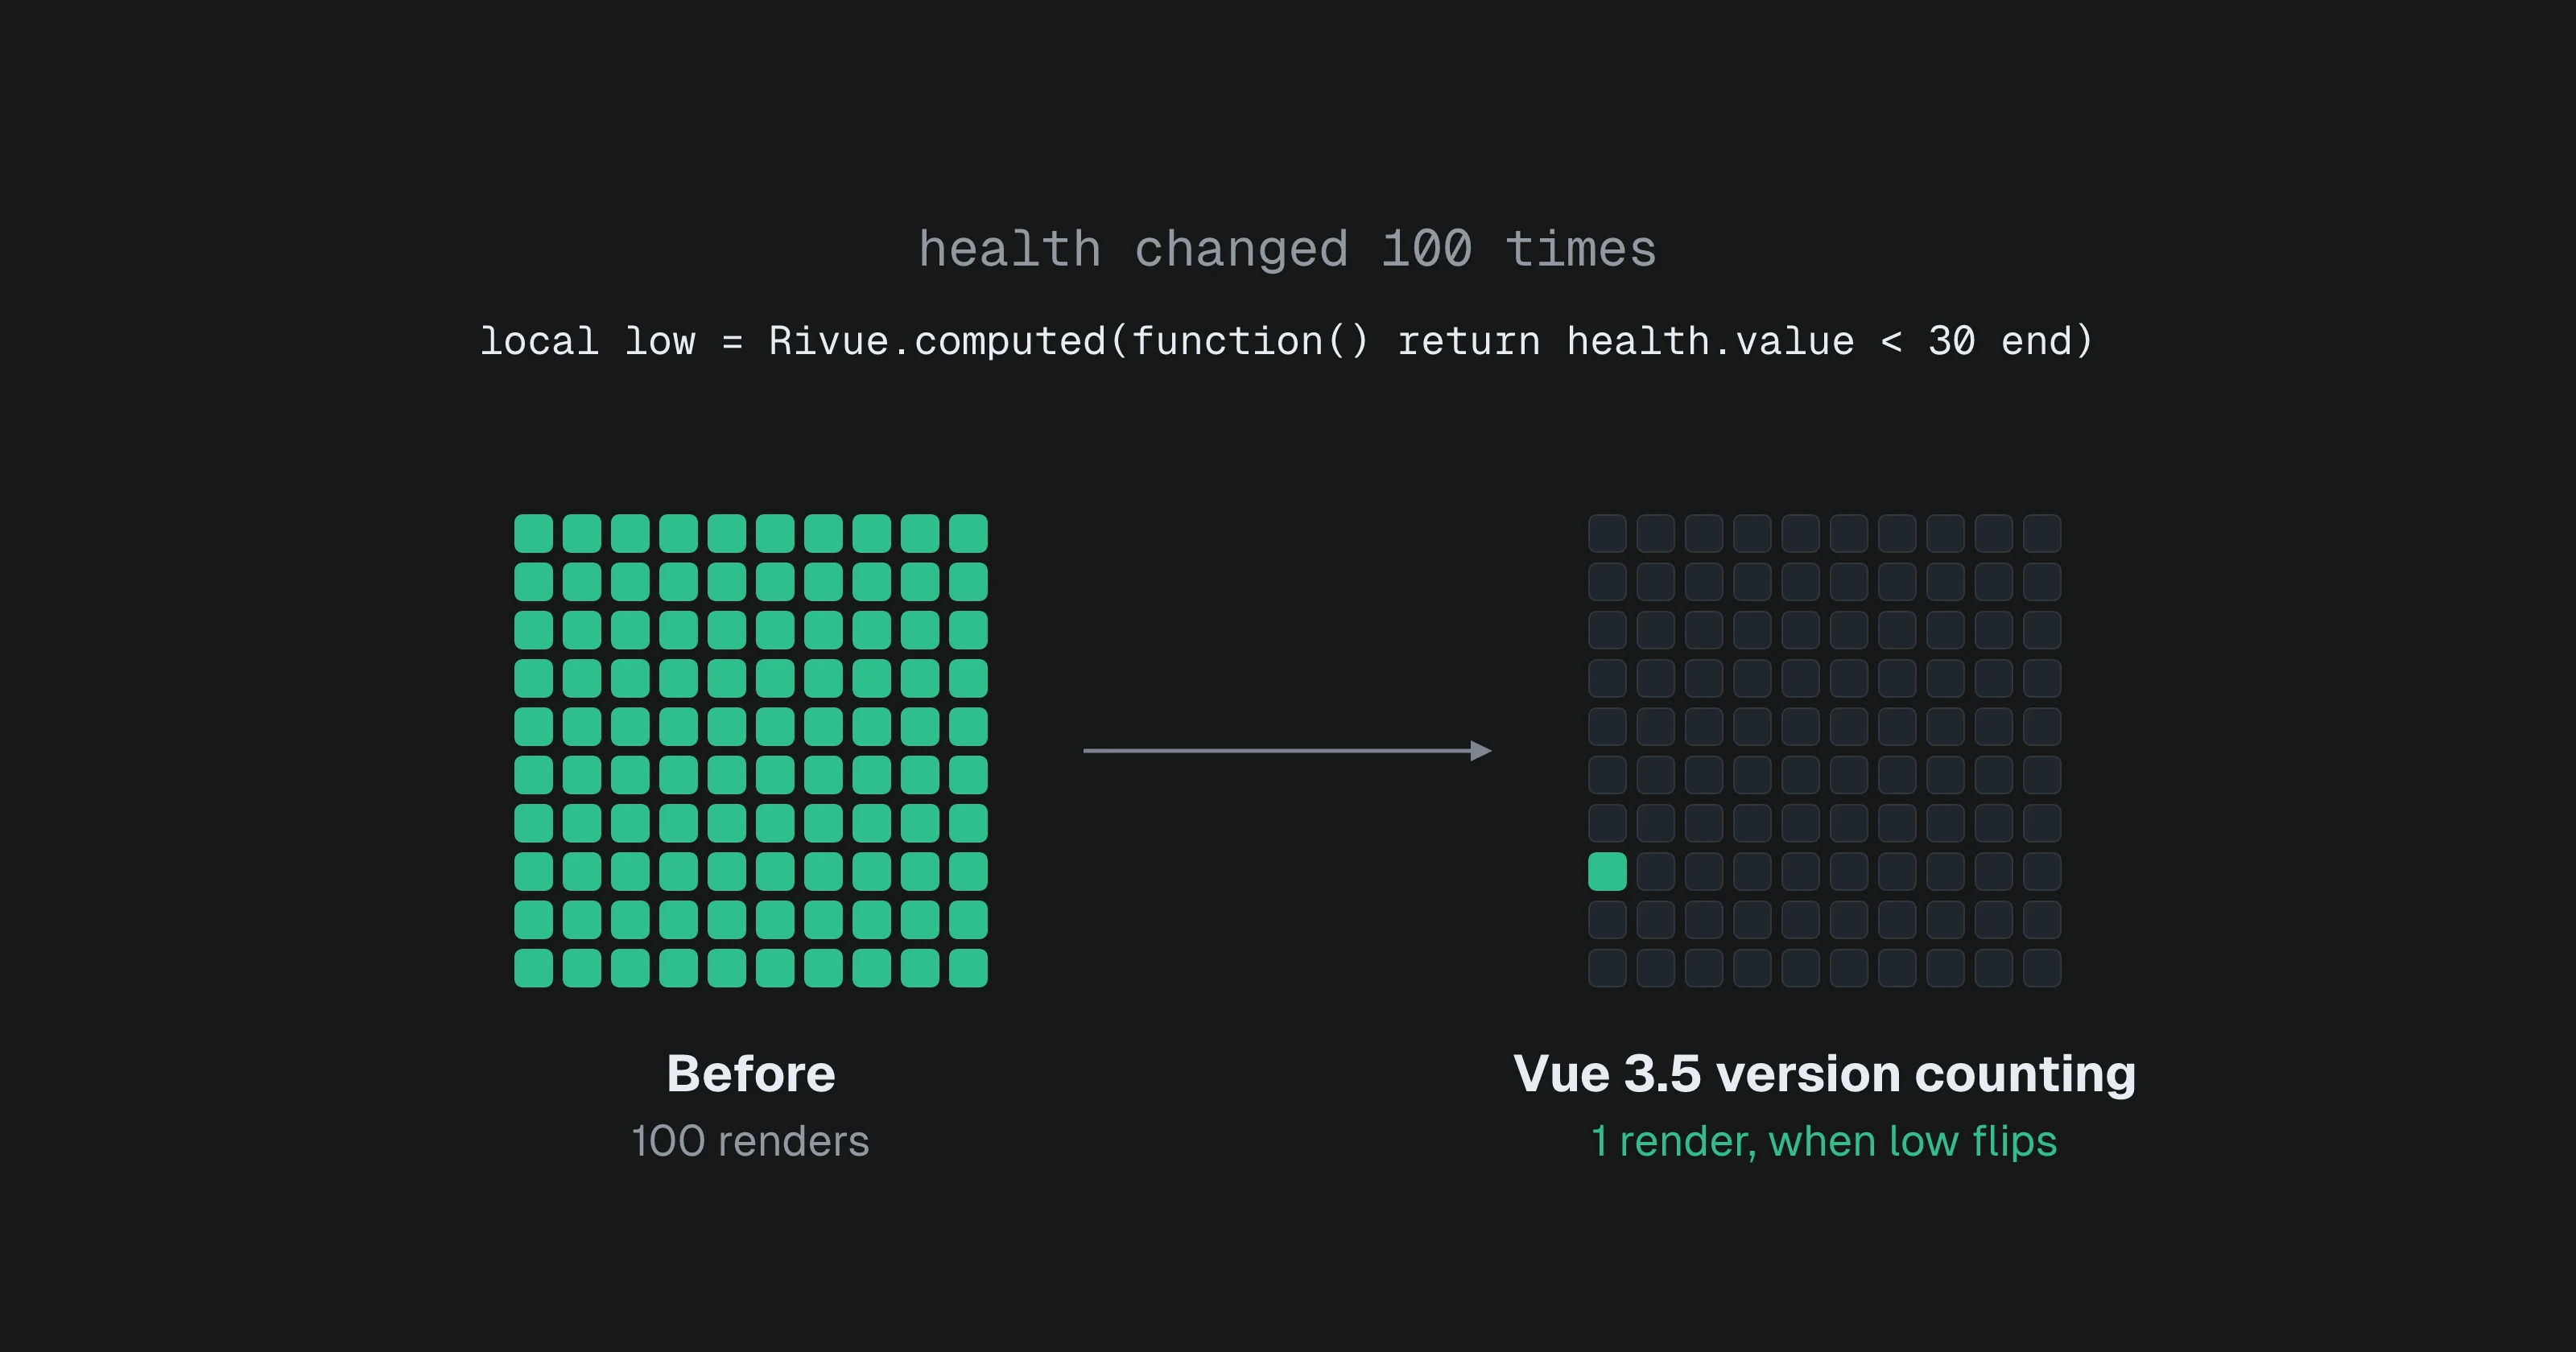 health changed 100 times
local low = Rivue.computed(function() return health.value < 30 end)
Before
100 renders
Vue 3.5 version counting
1 render, when low flips